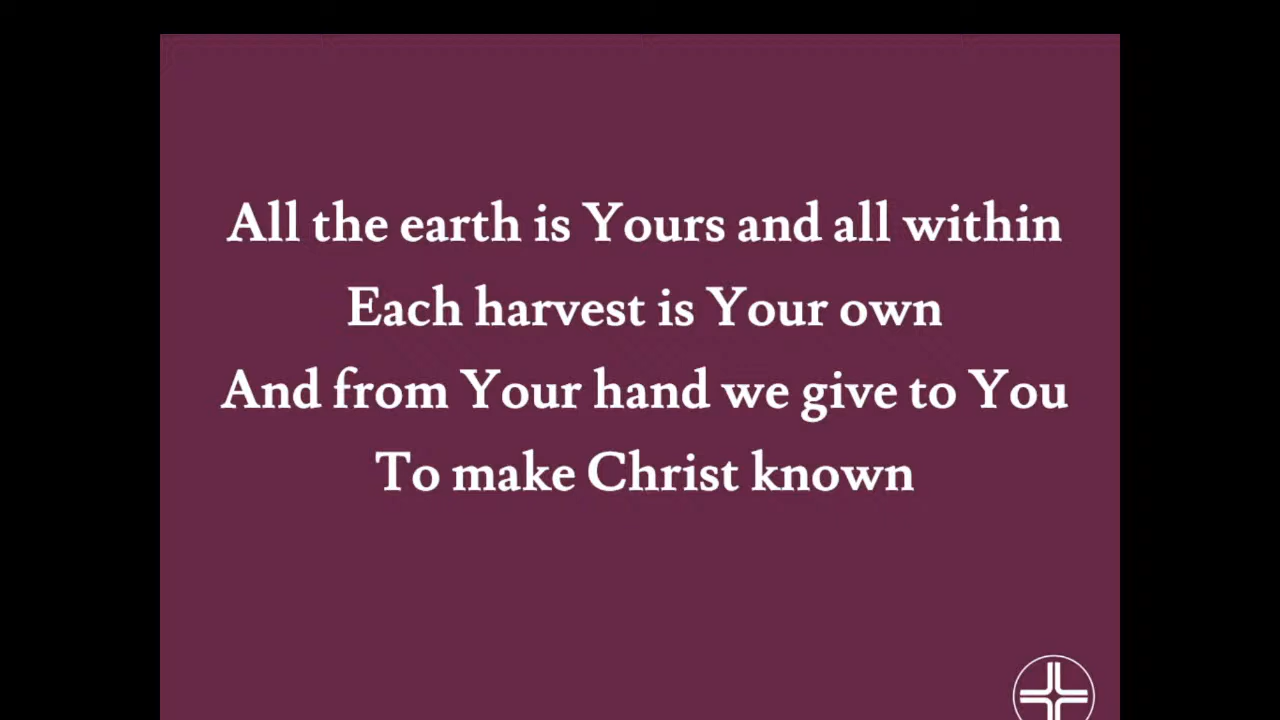 All the earth is Yours and all within
Each harvest is Your own
And from Your hand we give to You
To make Christ known